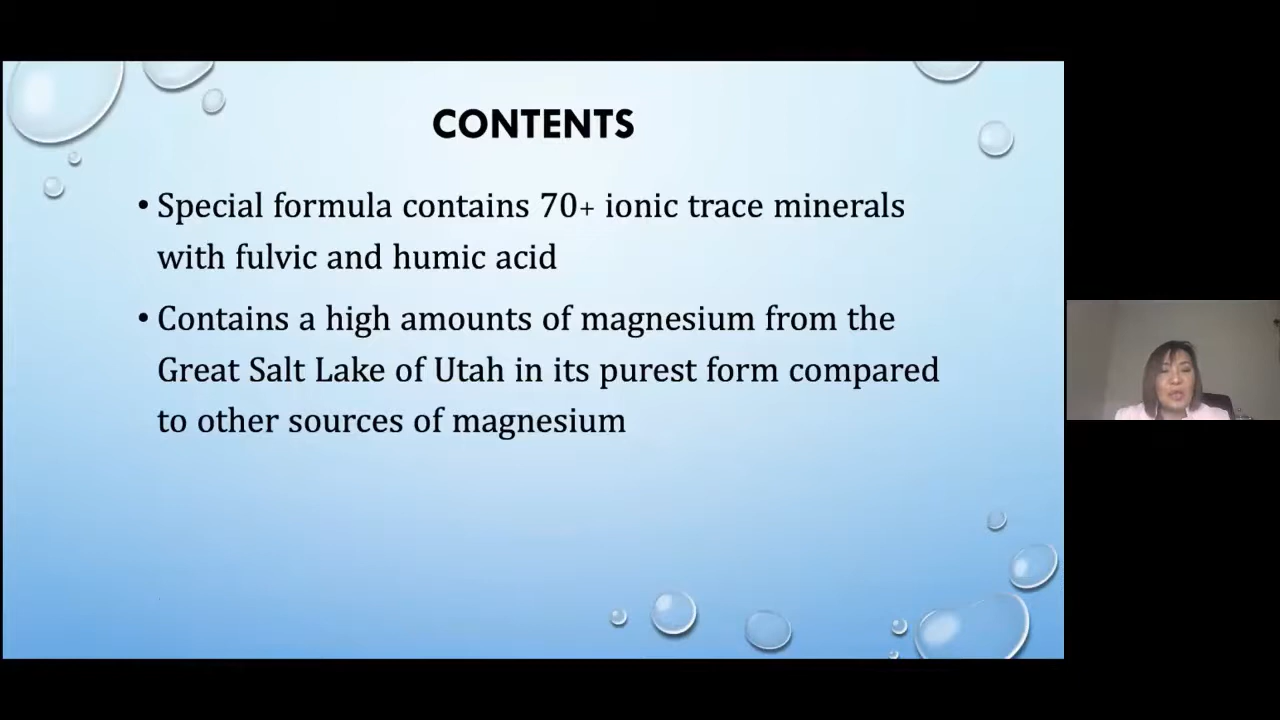 CONTENTS
• Special formula contains 70+ ionic trace minerals
with fulvic and humic acid
• Contains a high amounts of magnesium from the
Great Salt Lake of Utah in its purest form compared
to other sources of magnesium